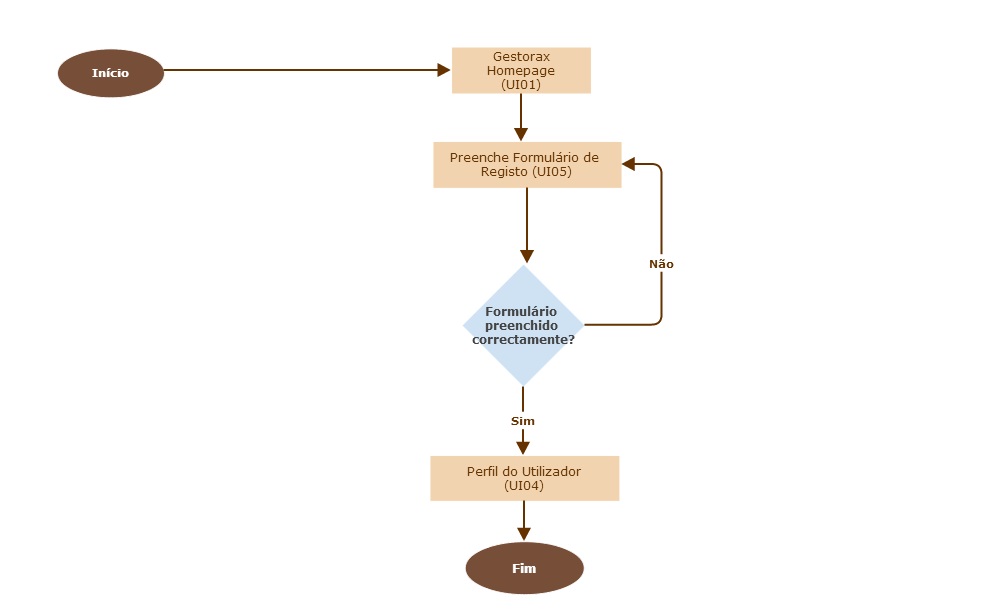 Início
Gestorax
Homepage
(UI01)
Preenche Formulário de
Registo (UI05)
Não
Formulário
preenchido
correctamente?
Sim
Perfil do Utilizador
(UI04)
Fim